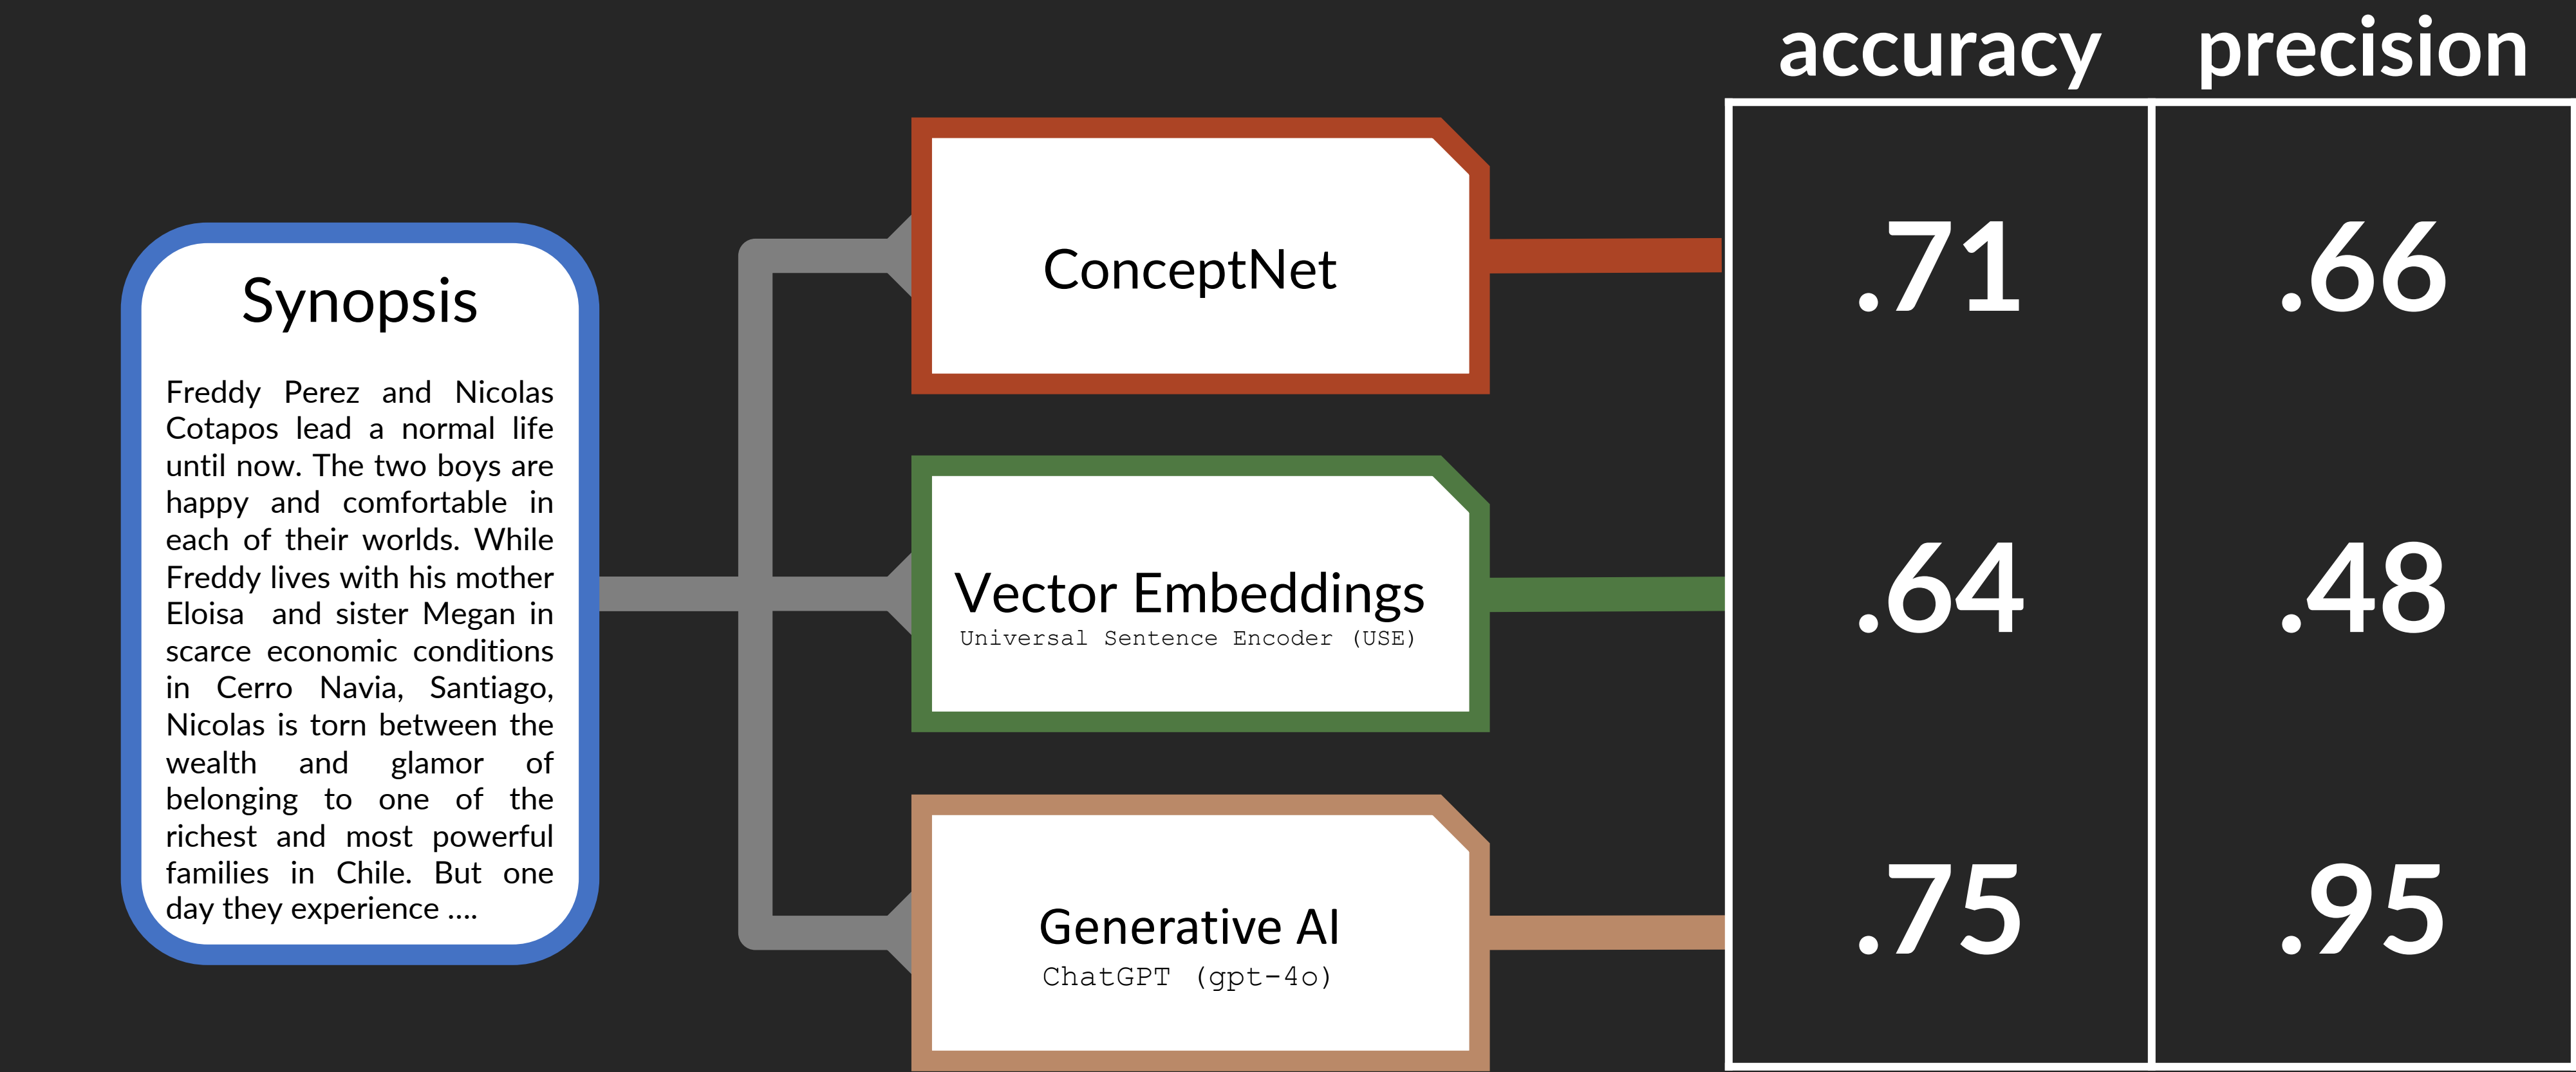 accuracy precision
Synopsis
Freddy Perez and Nicolas
Cotapos lead a normal life
until now. The two boys are
happy and comfortable in
each of their worlds. While
Freddy lives with his mother
Eloisa and sister Megan in
scarce economic conditions
in Cerro Navia, Santiago,
Nicolas is torn between the
wealth and glamor of
belonging to one of the
richest and most powerful
families in Chile. But one
day they experience ....
ConceptNet
.71 .66
Vector Embeddings
Universal Sentence Encoder (USE)
.64 .48
Generative AI
ChatGPT (gpt-4o)
.75 .95